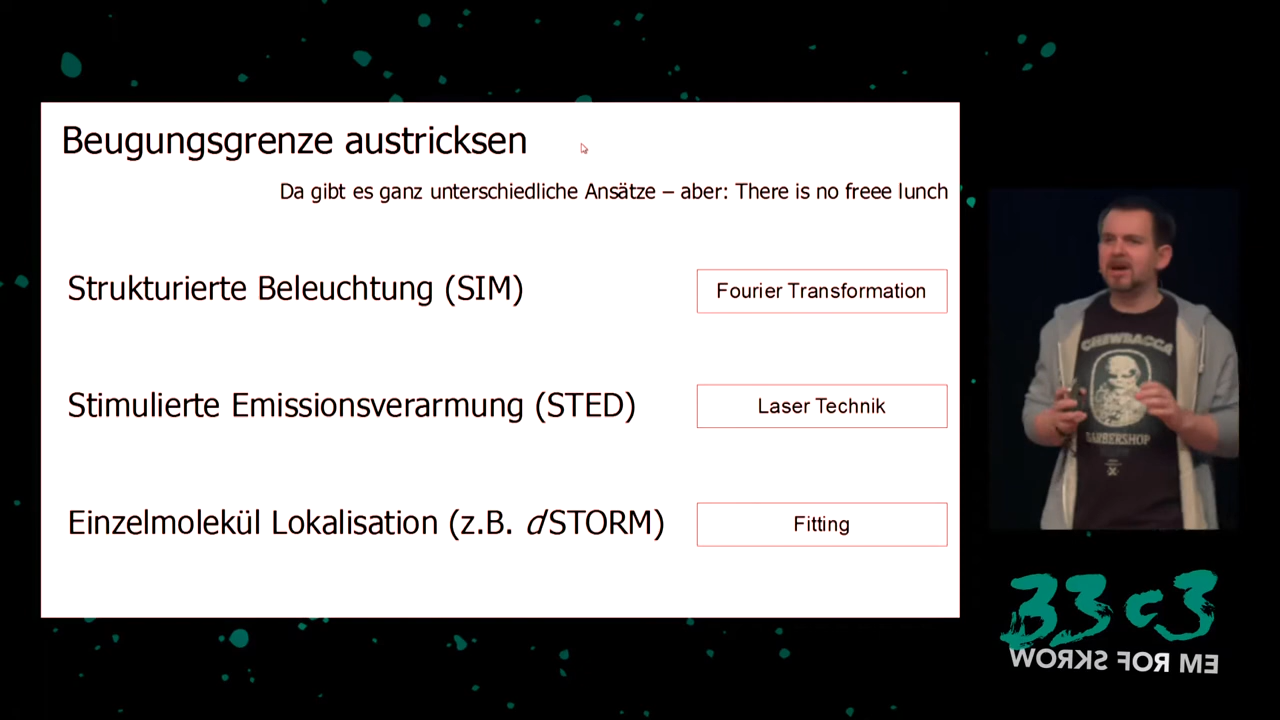 Beugungsgrenze austricksen
Da gibt es ganz unterschiedliche Ansätze – aber: There is no freee lunch
Strukturierte Beleuchtung (SIM)
Fourier Transformation
Stimulierte Emissionsverarmung (STED)
Laser Technik
Einzelmolekül Lokalisation (z.B. dSTORM)
Fitting
CHEWBACCA
BARBERSHOP
33c3
WORKS FOR ME